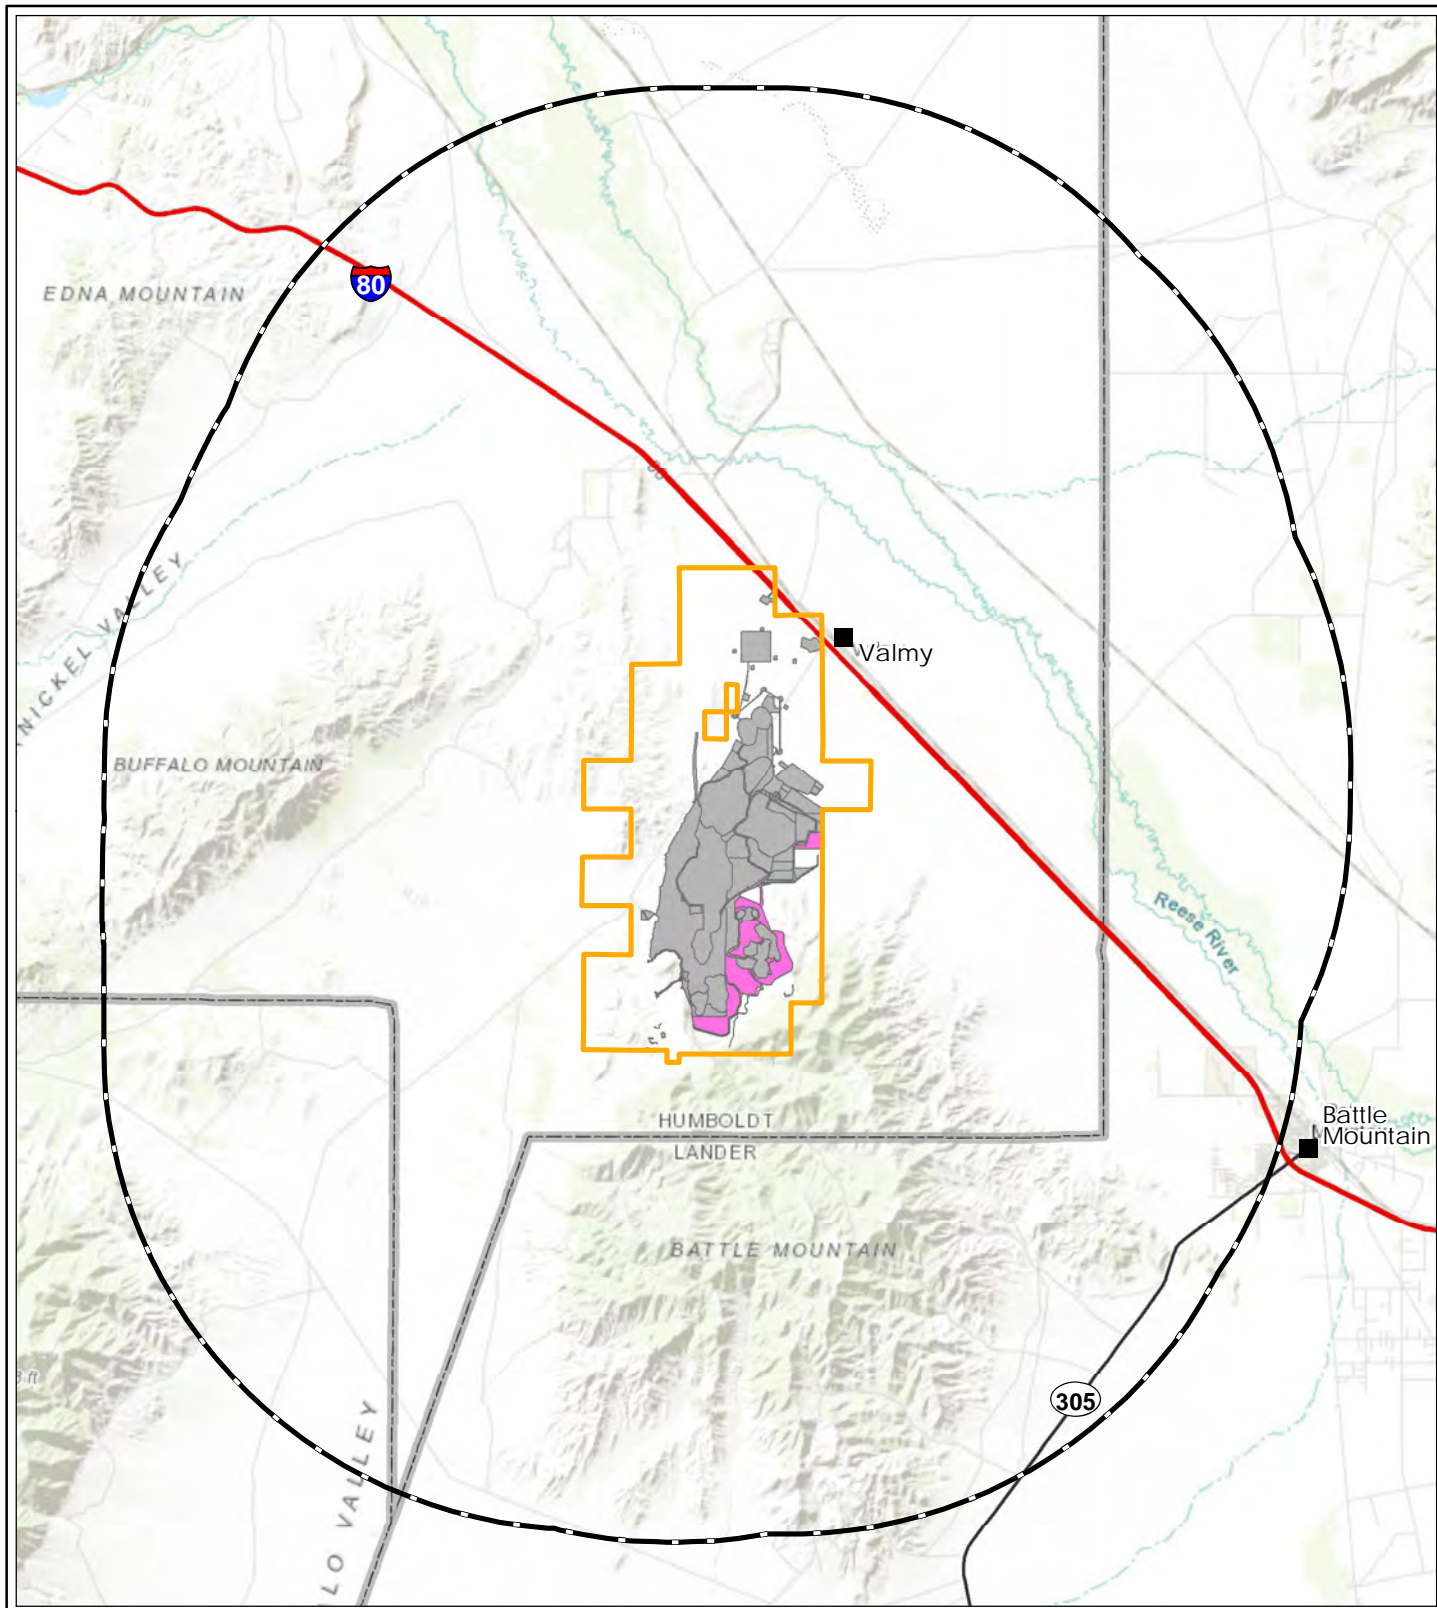 80
EDNA MOUNTAIN
Valmy
NICKEL VALLEY
BUFFALO MOUNTAIN
Reese River
HUMBOLDT
LANDER
Battle
Mountain
BATTLE MOUNTAIN
305
LO VALLEY